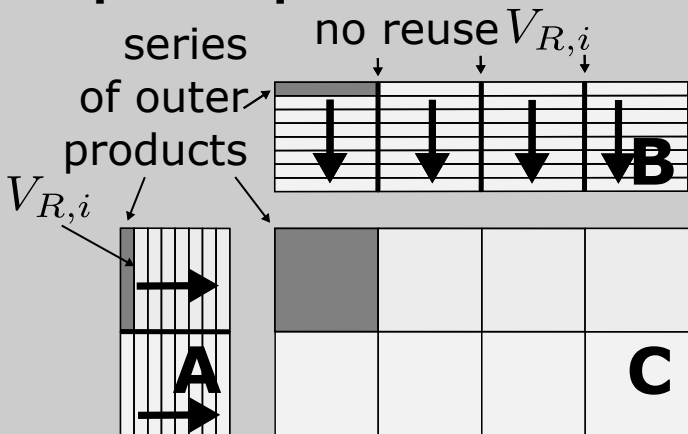 series
of outer
products
no reuse V_{R,i}
V_{R,i}
B
A
C